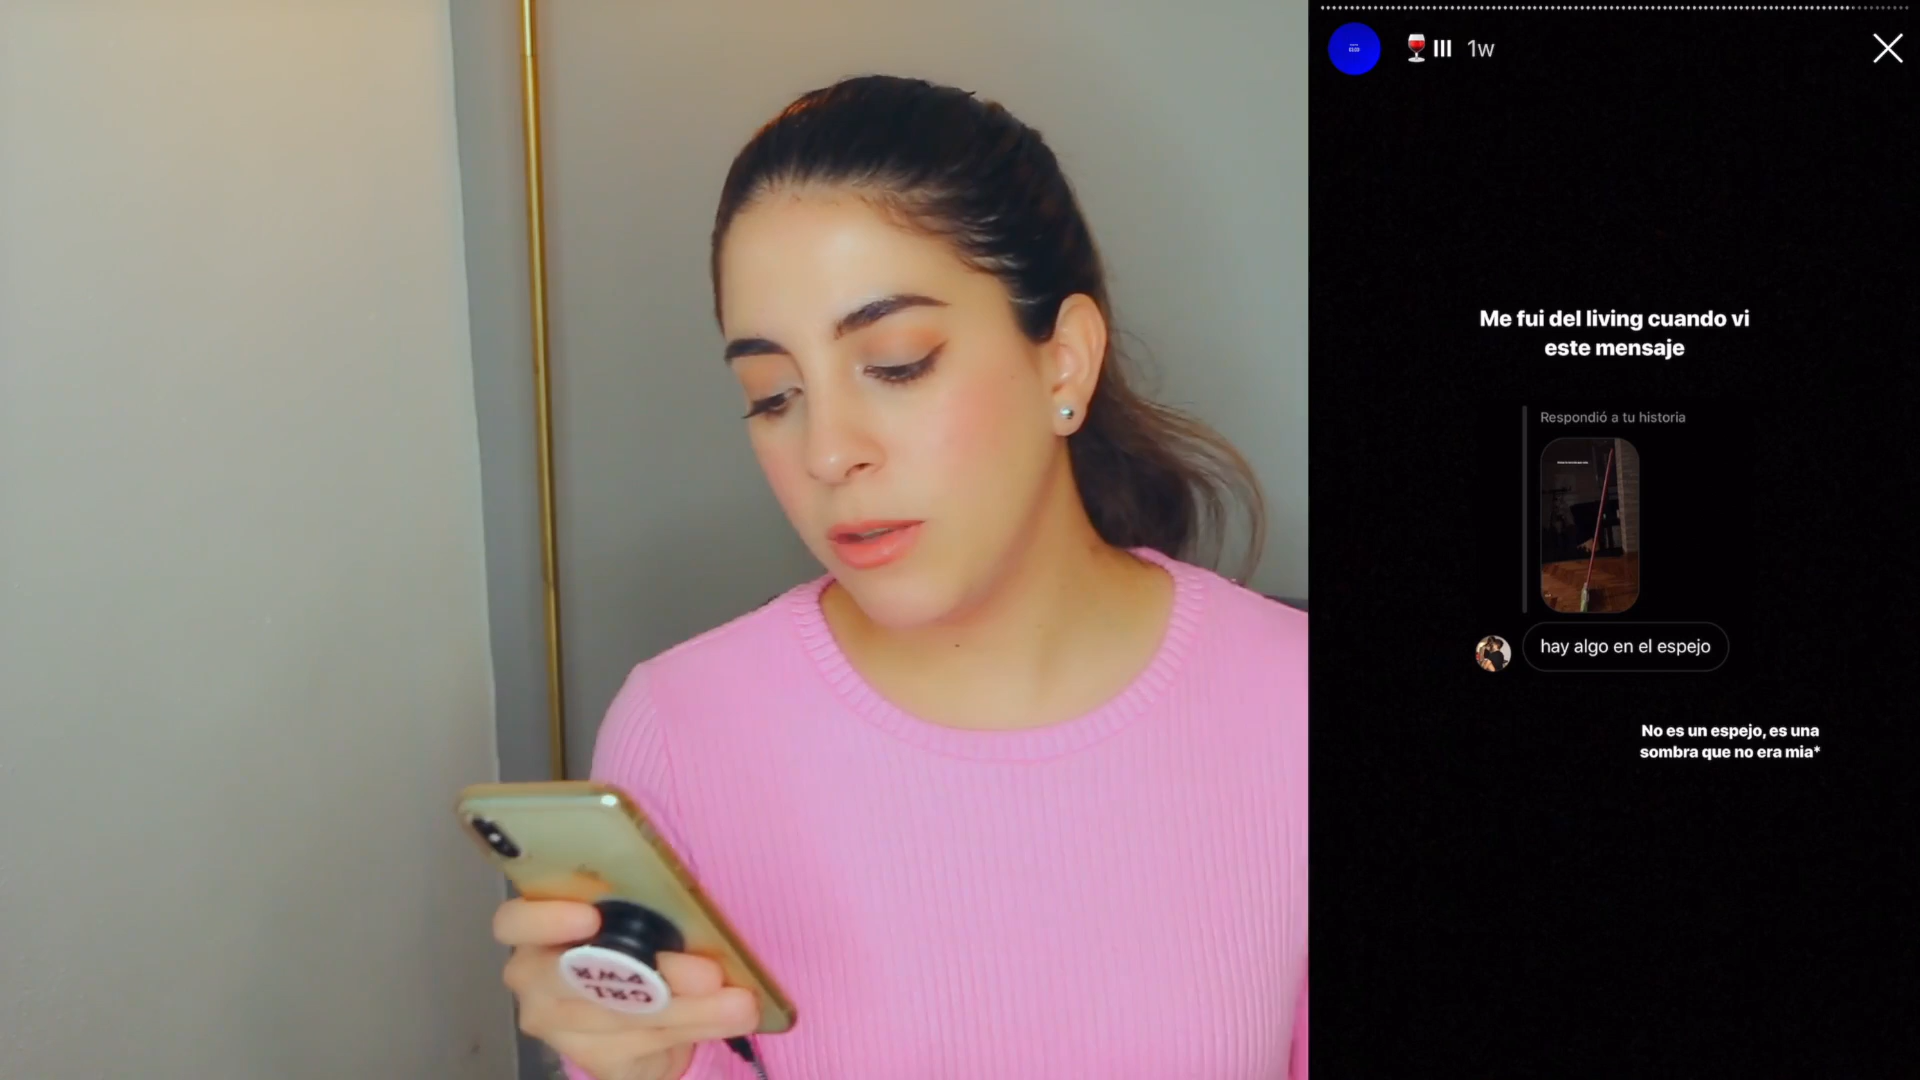 III 1w
Me fui del living cuando vi
este mensaje
Respondió a tu historia
hay algo en el espejo
No es un espejo, es una
sombra que no era mia*
GRL
PWR